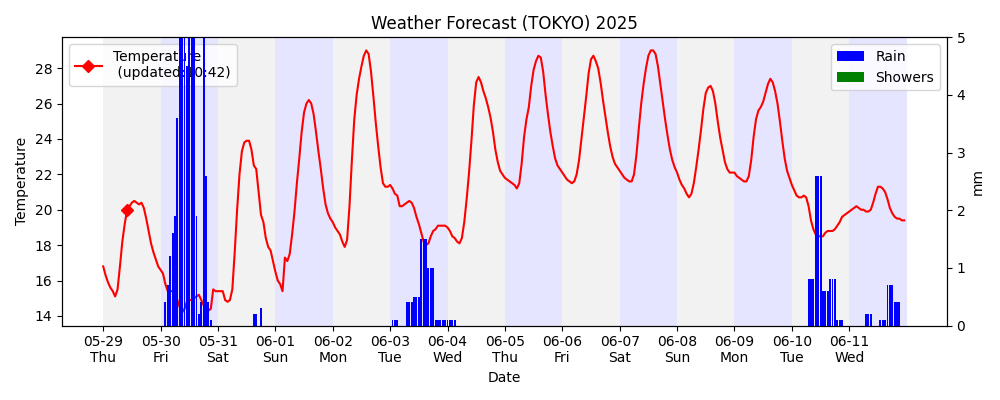 Weather Forecast (TOKYO) 2025
Temperature
(updated:10:42)
Rain
Showers
Temperature
28
26
24
22
20
18
16
14
5
4
3
2
1
0
mm
05-29 05-30 05-31 06-01 06-02 06-03 06-04 06-05 06-06 06-07 06-08 06-09 06-10 06-11
Thu Fri Sat Sun Mon Tue Wed Thu Fri Sat Sun Mon Tue Wed
Date